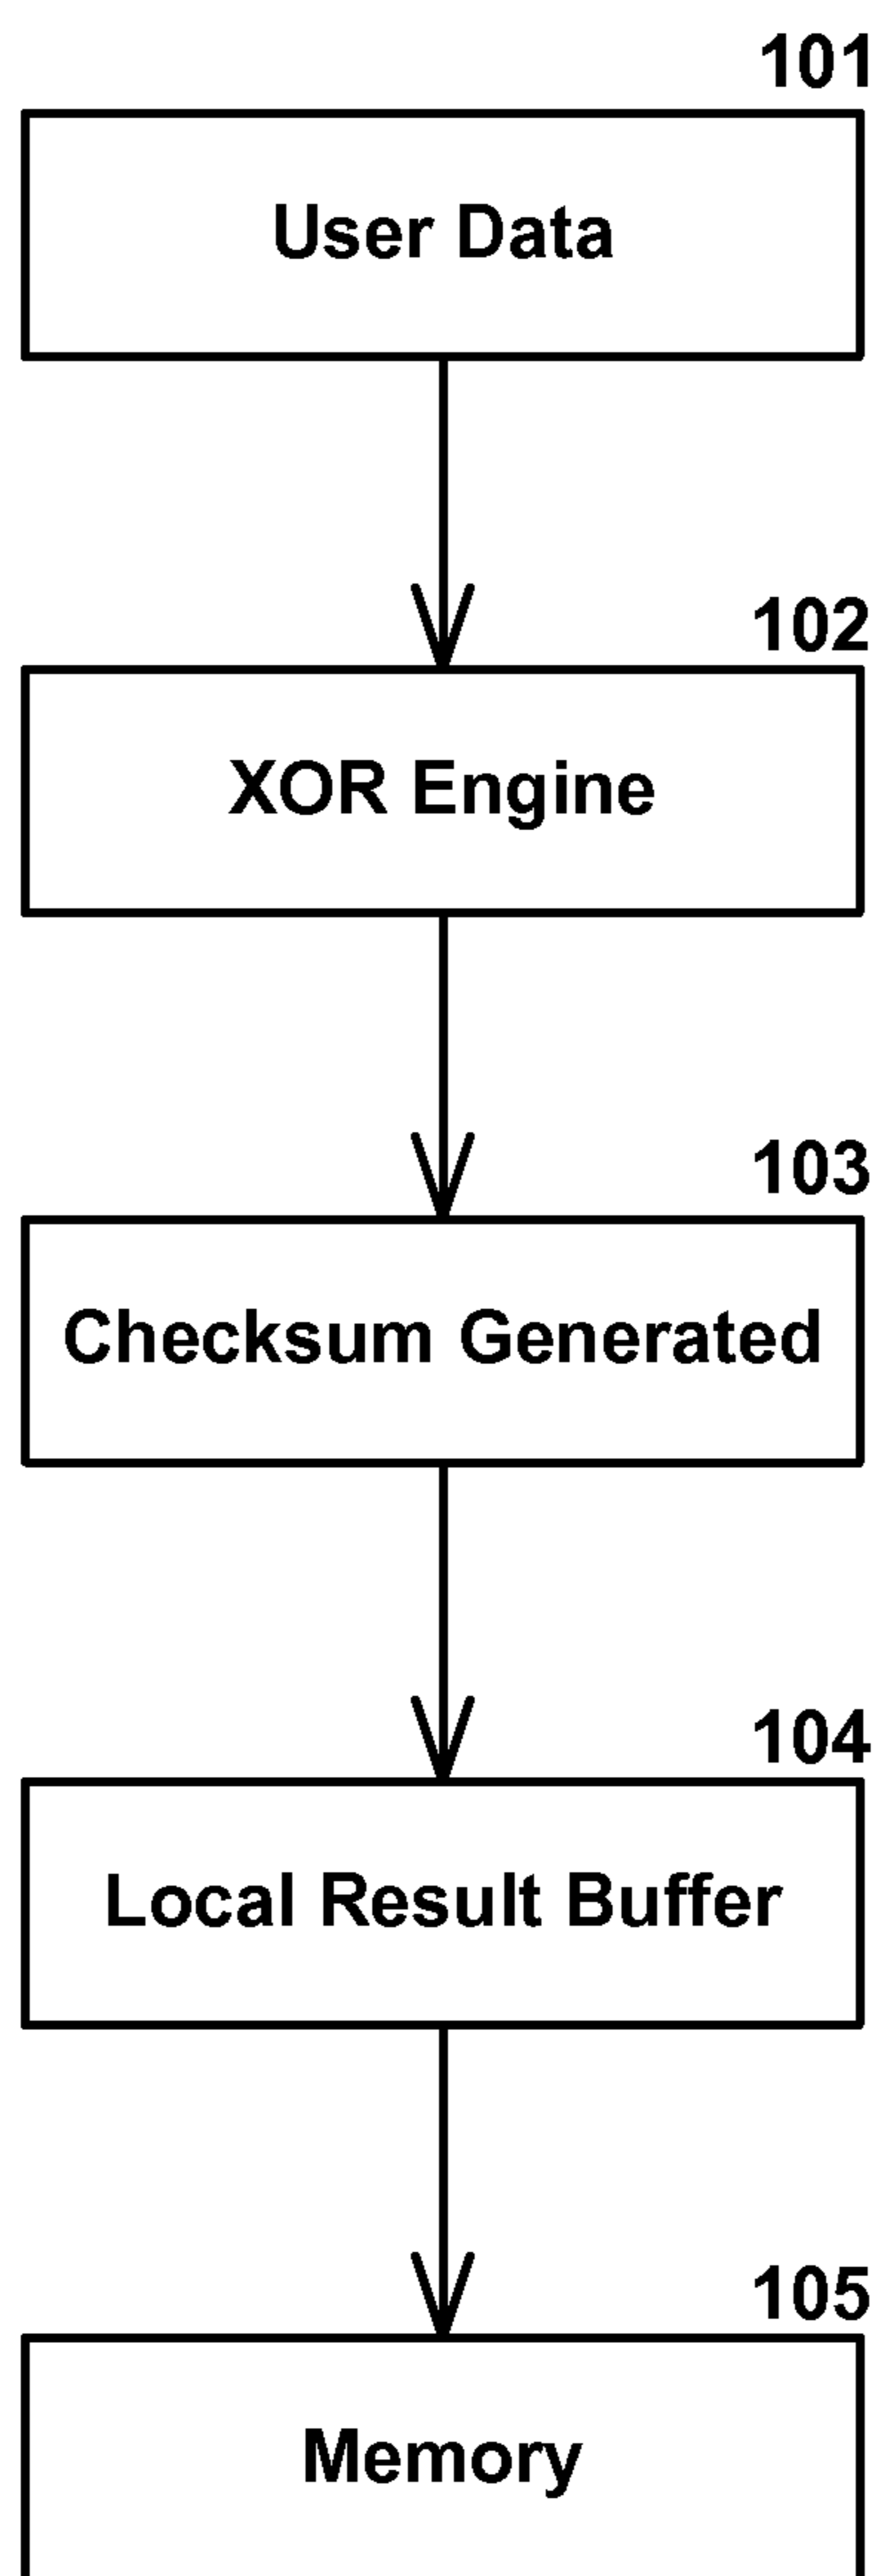 101
User Data
102
XOR Engine
103
Checksum Generated
104
Local Result Buffer
105
Memory